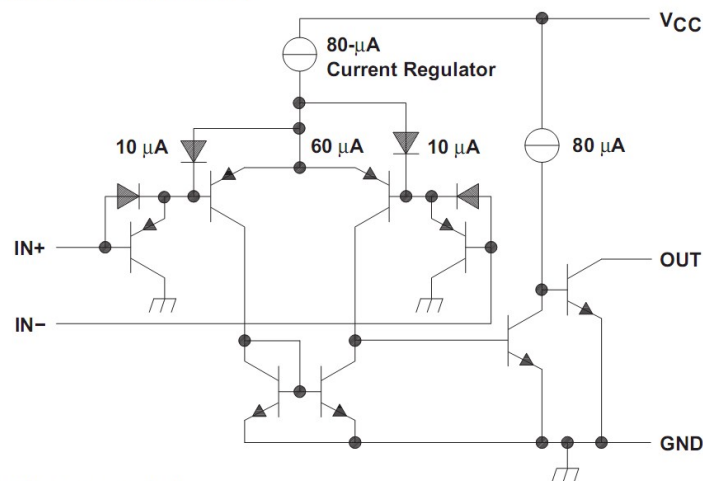 VCC
80-μA
Current Regulator
10 μA
60 μA
10 μA
80 μA
IN+
OUT
IN−
GND